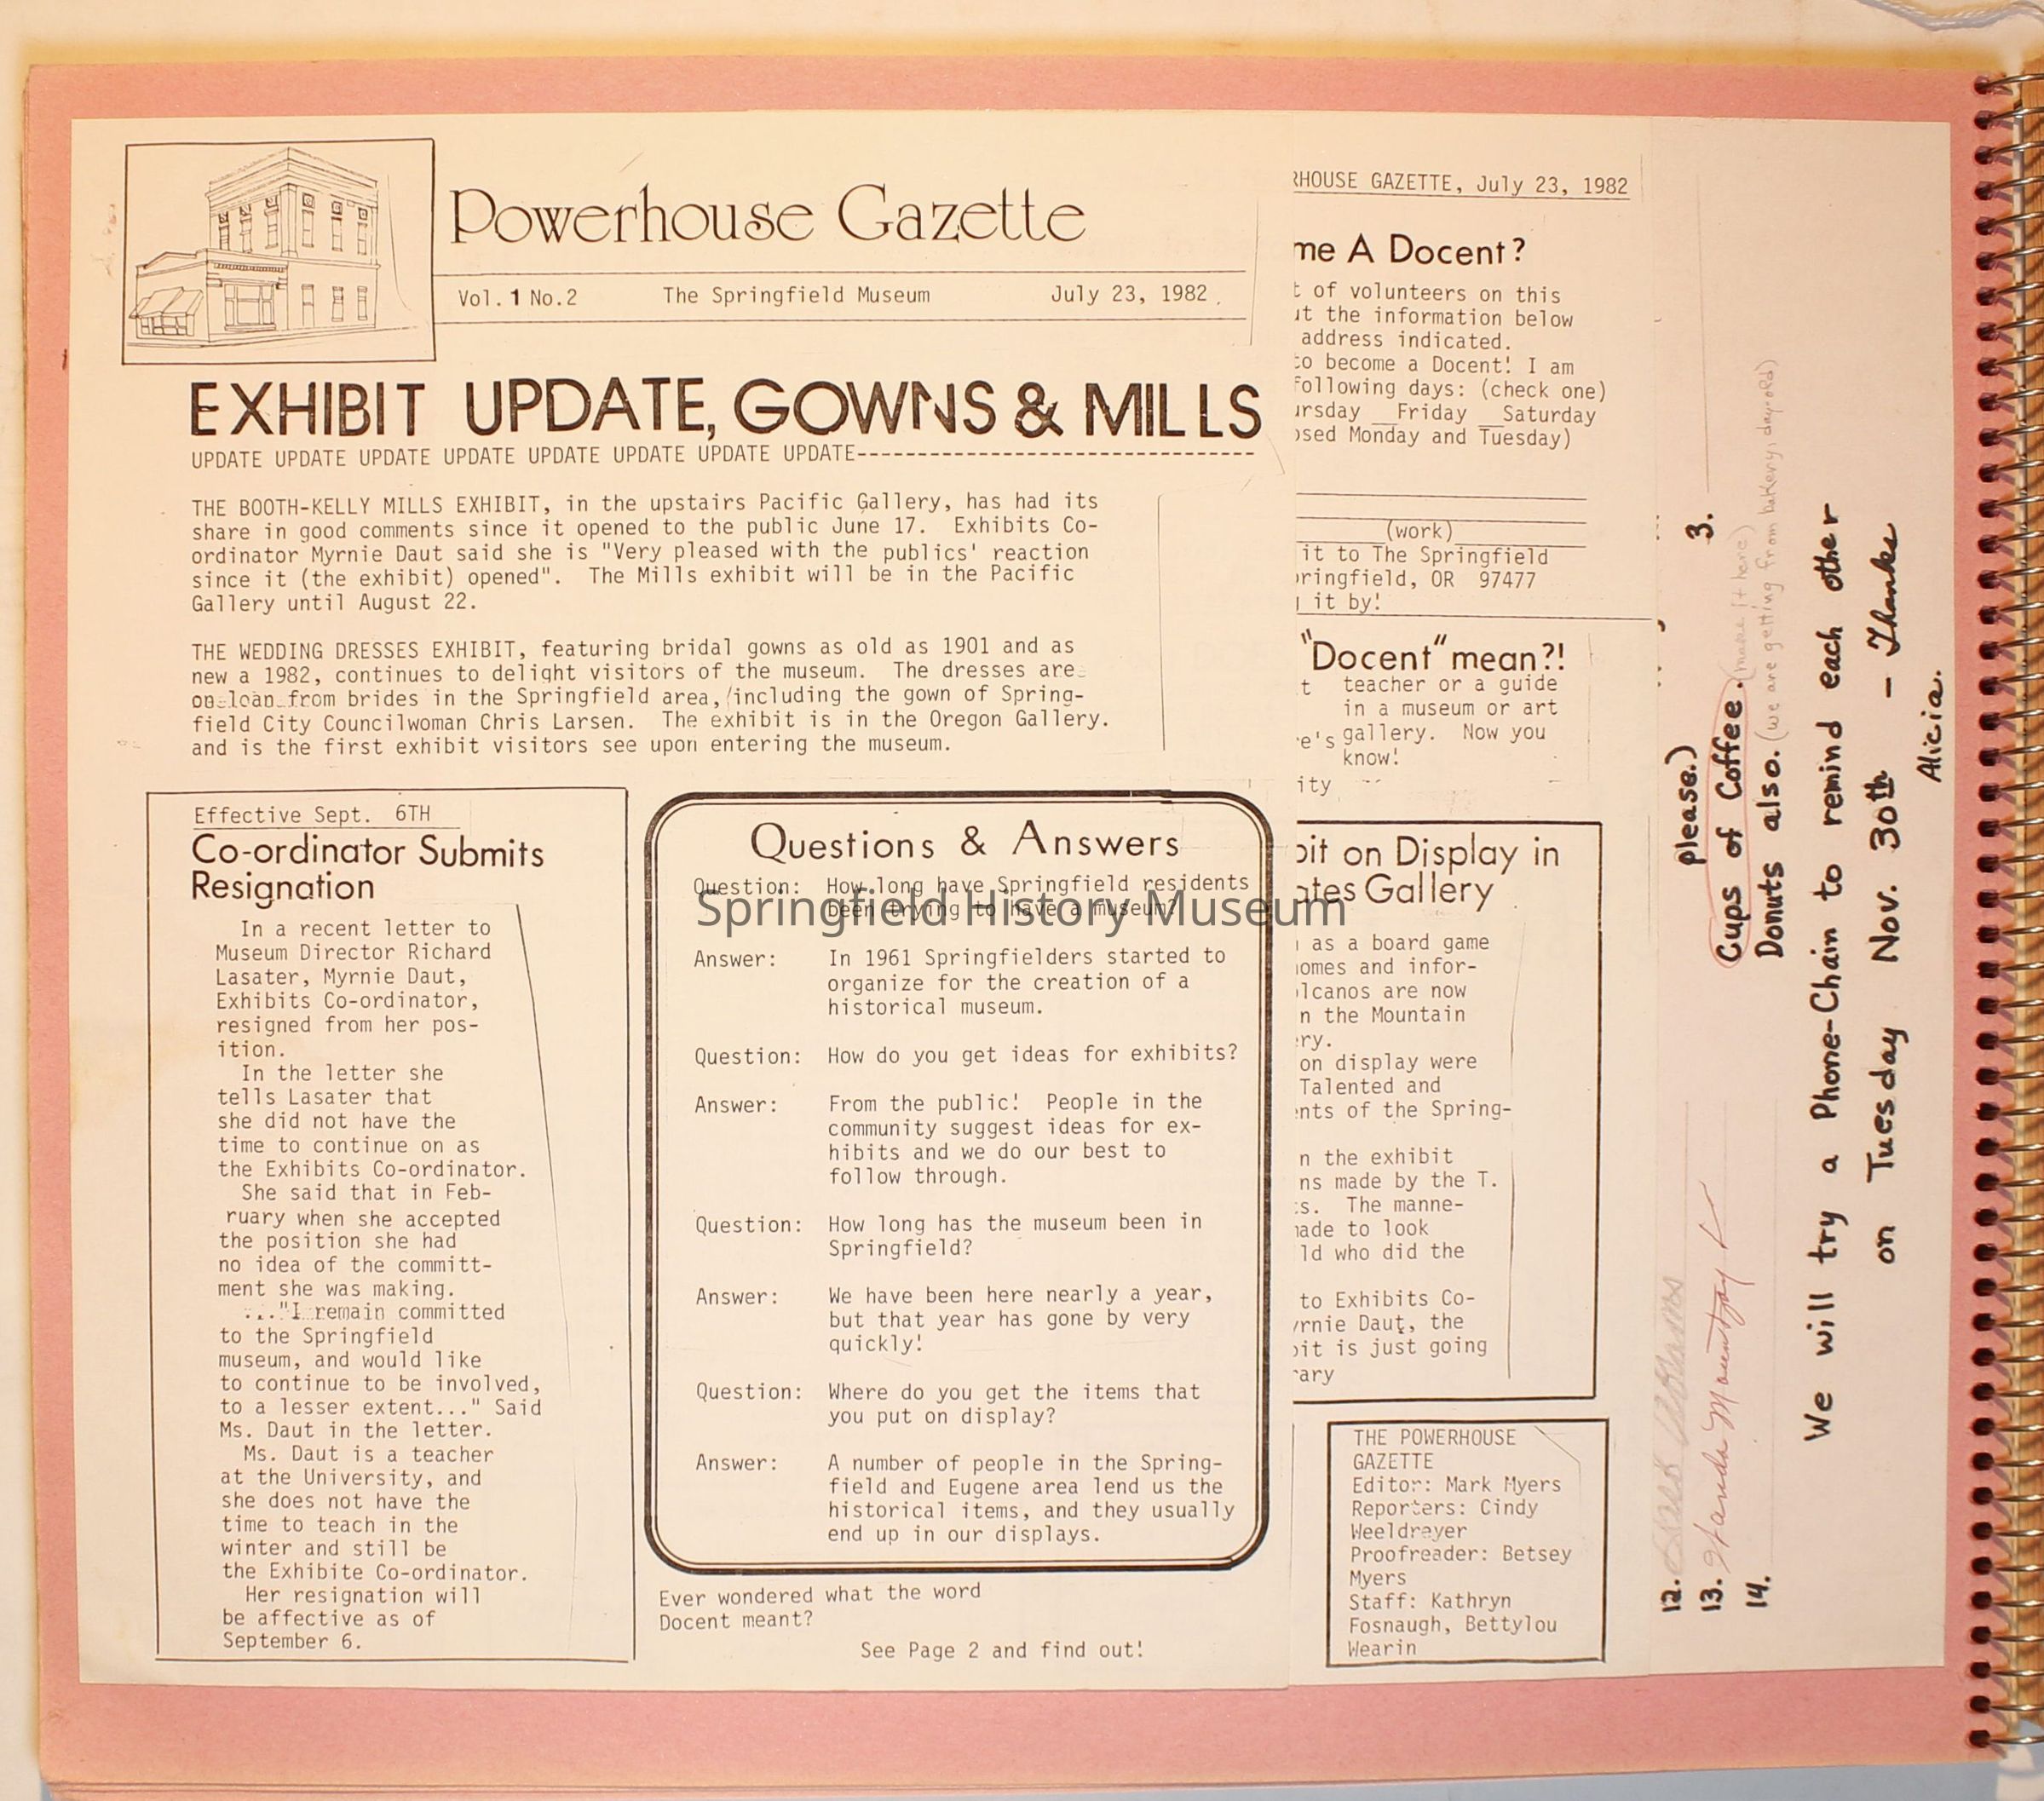 Powerhouse Gazette
Vol. 1 No.2 The Springfield Museum July 23, 1982
EXHIBIT UPDATE, GOWNS & MILLS
UPDATE UPDATE UPDATE UPDATE UPDATE UPDATE UPDATE UPDATE--------------------------------
THE BOOTH-KELLY MILLS EXHIBIT, in the upstairs Pacific Gallery, has had its
share in good comments since it opened to the public June 17. Exhibits Co-
ordinator Myrnie Daut said she is "Very pleased with the publics' reaction
since it (the exhibit) opened". The Mills exhibit will be in the Pacific
Gallery until August 22.
THE WEDDING DRESSES EXHIBIT, featuring bridal gowns as old as 1901 and as
new a 1982, continues to delight visitors of the museum. The dresses are
on loan from brides in the Springfield area, including the gown of Spring-
field City Councilwoman Chris Larsen. The exhibit is in the Oregon Gallery.
and is the first exhibit visitors see upon entering the museum.
Effective Sept. 6TH
Co-ordinator Submits
Resignation
In a recent letter to
Museum Director Richard
Lasater, Myrnie Daut,
Exhibits Co-ordinator,
resigned from her pos-
ition.
In the letter she
tells Lasater that
she did not have the
time to continue on as
the Exhibits Co-ordinator.
She said that in Feb-
ruary when she accepted
the position she had
no idea of the committ-
ment she was making.
..."I remain committed
to the Springfield
museum, and would like
to continue to be involved,
to a lesser extent..." Said
Ms. Daut in the letter.
Ms. Daut is a teacher
at the University, and
she does not have the
time to teach in the
winter and still be
the Exhibite Co-ordinator.
Her resignation will
be affective as of
September 6.
Questions & Answers
Question: How long have Springfield residents
been trying to have a museum?
Springfield History Museum
Answer: In 1961 Springfielders started to
organize for the creation of a
historical museum.
Question: How do you get ideas for exhibits?
Answer: From the public! People in the
community suggest ideas for ex-
hibits and we do our best to
follow through.
Question: How long has the museum been in
Springfield?
Answer: We have been here nearly a year,
but that year has gone by very
quickly!
Question: Where do you get the items that
you put on display?
Answer: A number of people in the Spring-
field and Eugene area lend us the
historical items, and they usually
end up in our displays.
Ever wondered what the word
Docent meant?
See Page 2 and find out!
RHOUSE GAZETTE, July 23, 1982
me A Docent?
t of volunteers on this
ut the information below
address indicated.
to become a Docent! I am
following days: (check one)
ursday __Friday __Saturday
osed Monday and Tuesday)
(work)
it to The Springfield
pringfield, OR 97477
it by!
"Docent" mean?!
t teacher or a guide
in a museum or art
e's gallery. Now you
know!
ity
bit on Display in
ates Gallery
as a board game
omes and infor-
lcanos are now
n the Mountain
ery.
on display were
Talented and
ents of the Spring-
n the exhibit
ns made by the T.
s. The manne-
made to look
ld who did the
to Exhibits Co-
yrnie Daut, the
bit is just going
rary
THE POWERHOUSE
GAZETTE
Editor: Mark Myers
Reporters: Cindy
Weeldreyer
Proofreader: Betsey
Myers
Staff: Kathryn
Fosnaugh, Bettylou
Wearin
please.) 3.
Cups of Coffee. (make it here)
Donuts also. (we are getting from bakery, day-old)
12.
13. Wanda Mountjoy
14.
We will try a Phone-Chain to remind each other
on Tuesday Nov. 30th - Thanks
Alicia.